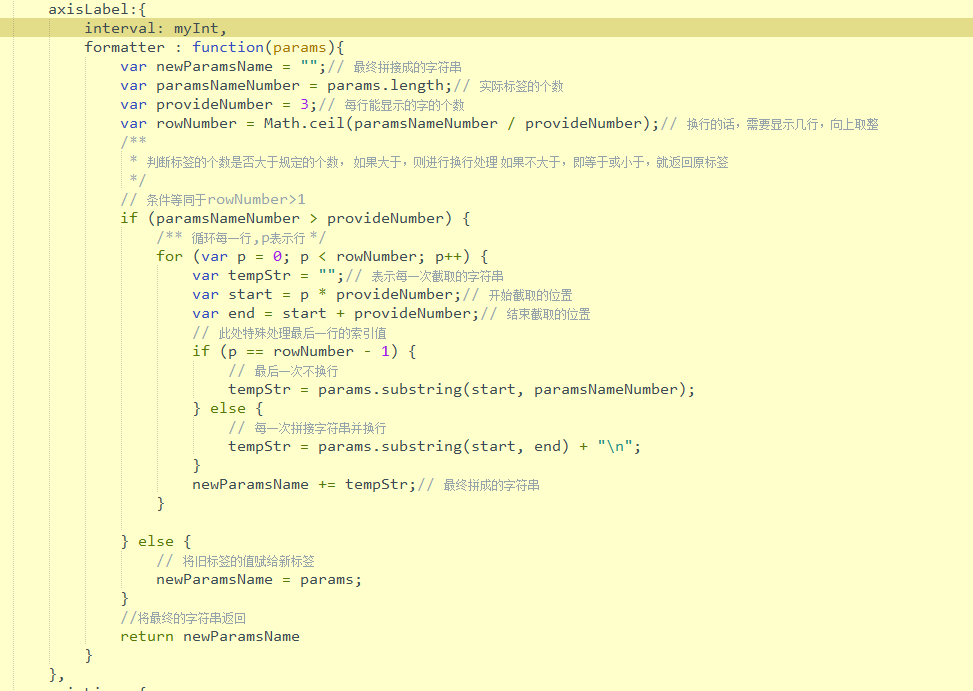 axisLabel:{
interval: myInt,
formatter : function(params){
var newParamsName = "";// 最终拼接成的字符串
var paramsNameNumber = params.length;// 实际标签的个数
var provideNumber = 3;// 每行能显示的字的个数
var rowNumber = Math.ceil(paramsNameNumber / provideNumber);// 换行的话，需要显示几行，向上取整
/**
* 判断标签的个数是否大于规定的个数， 如果大于，则进行换行处理 如果不大于，即等于或小于，就返回原标签
*/
// 条件等同于rowNumber>1
if (paramsNameNumber > provideNumber) {
/** 循环每一行,p表示行 */
for (var p = 0; p < rowNumber; p++) {
var tempStr = "";// 表示每一次截取的字符串
var start = p * provideNumber;// 开始截取的位置
var end = start + provideNumber;// 结束截取的位置
// 此处特殊处理最后一行的索引值
if (p == rowNumber - 1) {
// 最后一次不换行
tempStr = params.substring(start, paramsNameNumber);
} else {
// 每一次拼接字符串并换行
tempStr = params.substring(start, end) + "\n";
}
newParamsName += tempStr;// 最终拼成的字符串
}
} else {
// 将旧标签的值赋给新标签
newParamsName = params;
}
//将最终的字符串返回
return newParamsName
}
},